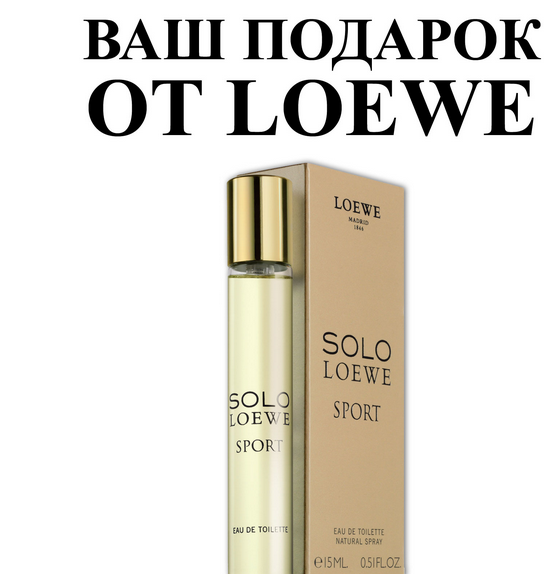 ВАШ ПОДАРОК
ОТ LOEWE
LOEWE
MADRID
1846
SOLO
LOEWE
SPORT
EAU DE TOILETTE
NATURAL SPRAY
℮15ML. 0.51FL.OZ.
SOLO
LOEWE
SPORT
EAU DE TOILETTE